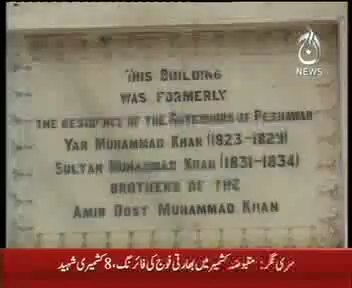 آج
NEWS
THIS BUILDING
WAS FORMERLY
THE RESIDENCE OF THE GOVERNORS OF PESHAWAR
YAR MUHAMMAD KHAN (1823-1829)
SULTAN MUHAMMAD KHAN (1831-1834)
BROTHERS OF THE
AMIR DOST MUHAMMAD KHAN
سری نگر: مقبوضہ کشمیر میں بھارتی فوج کی فائرنگ، 8 کشمیری شہید